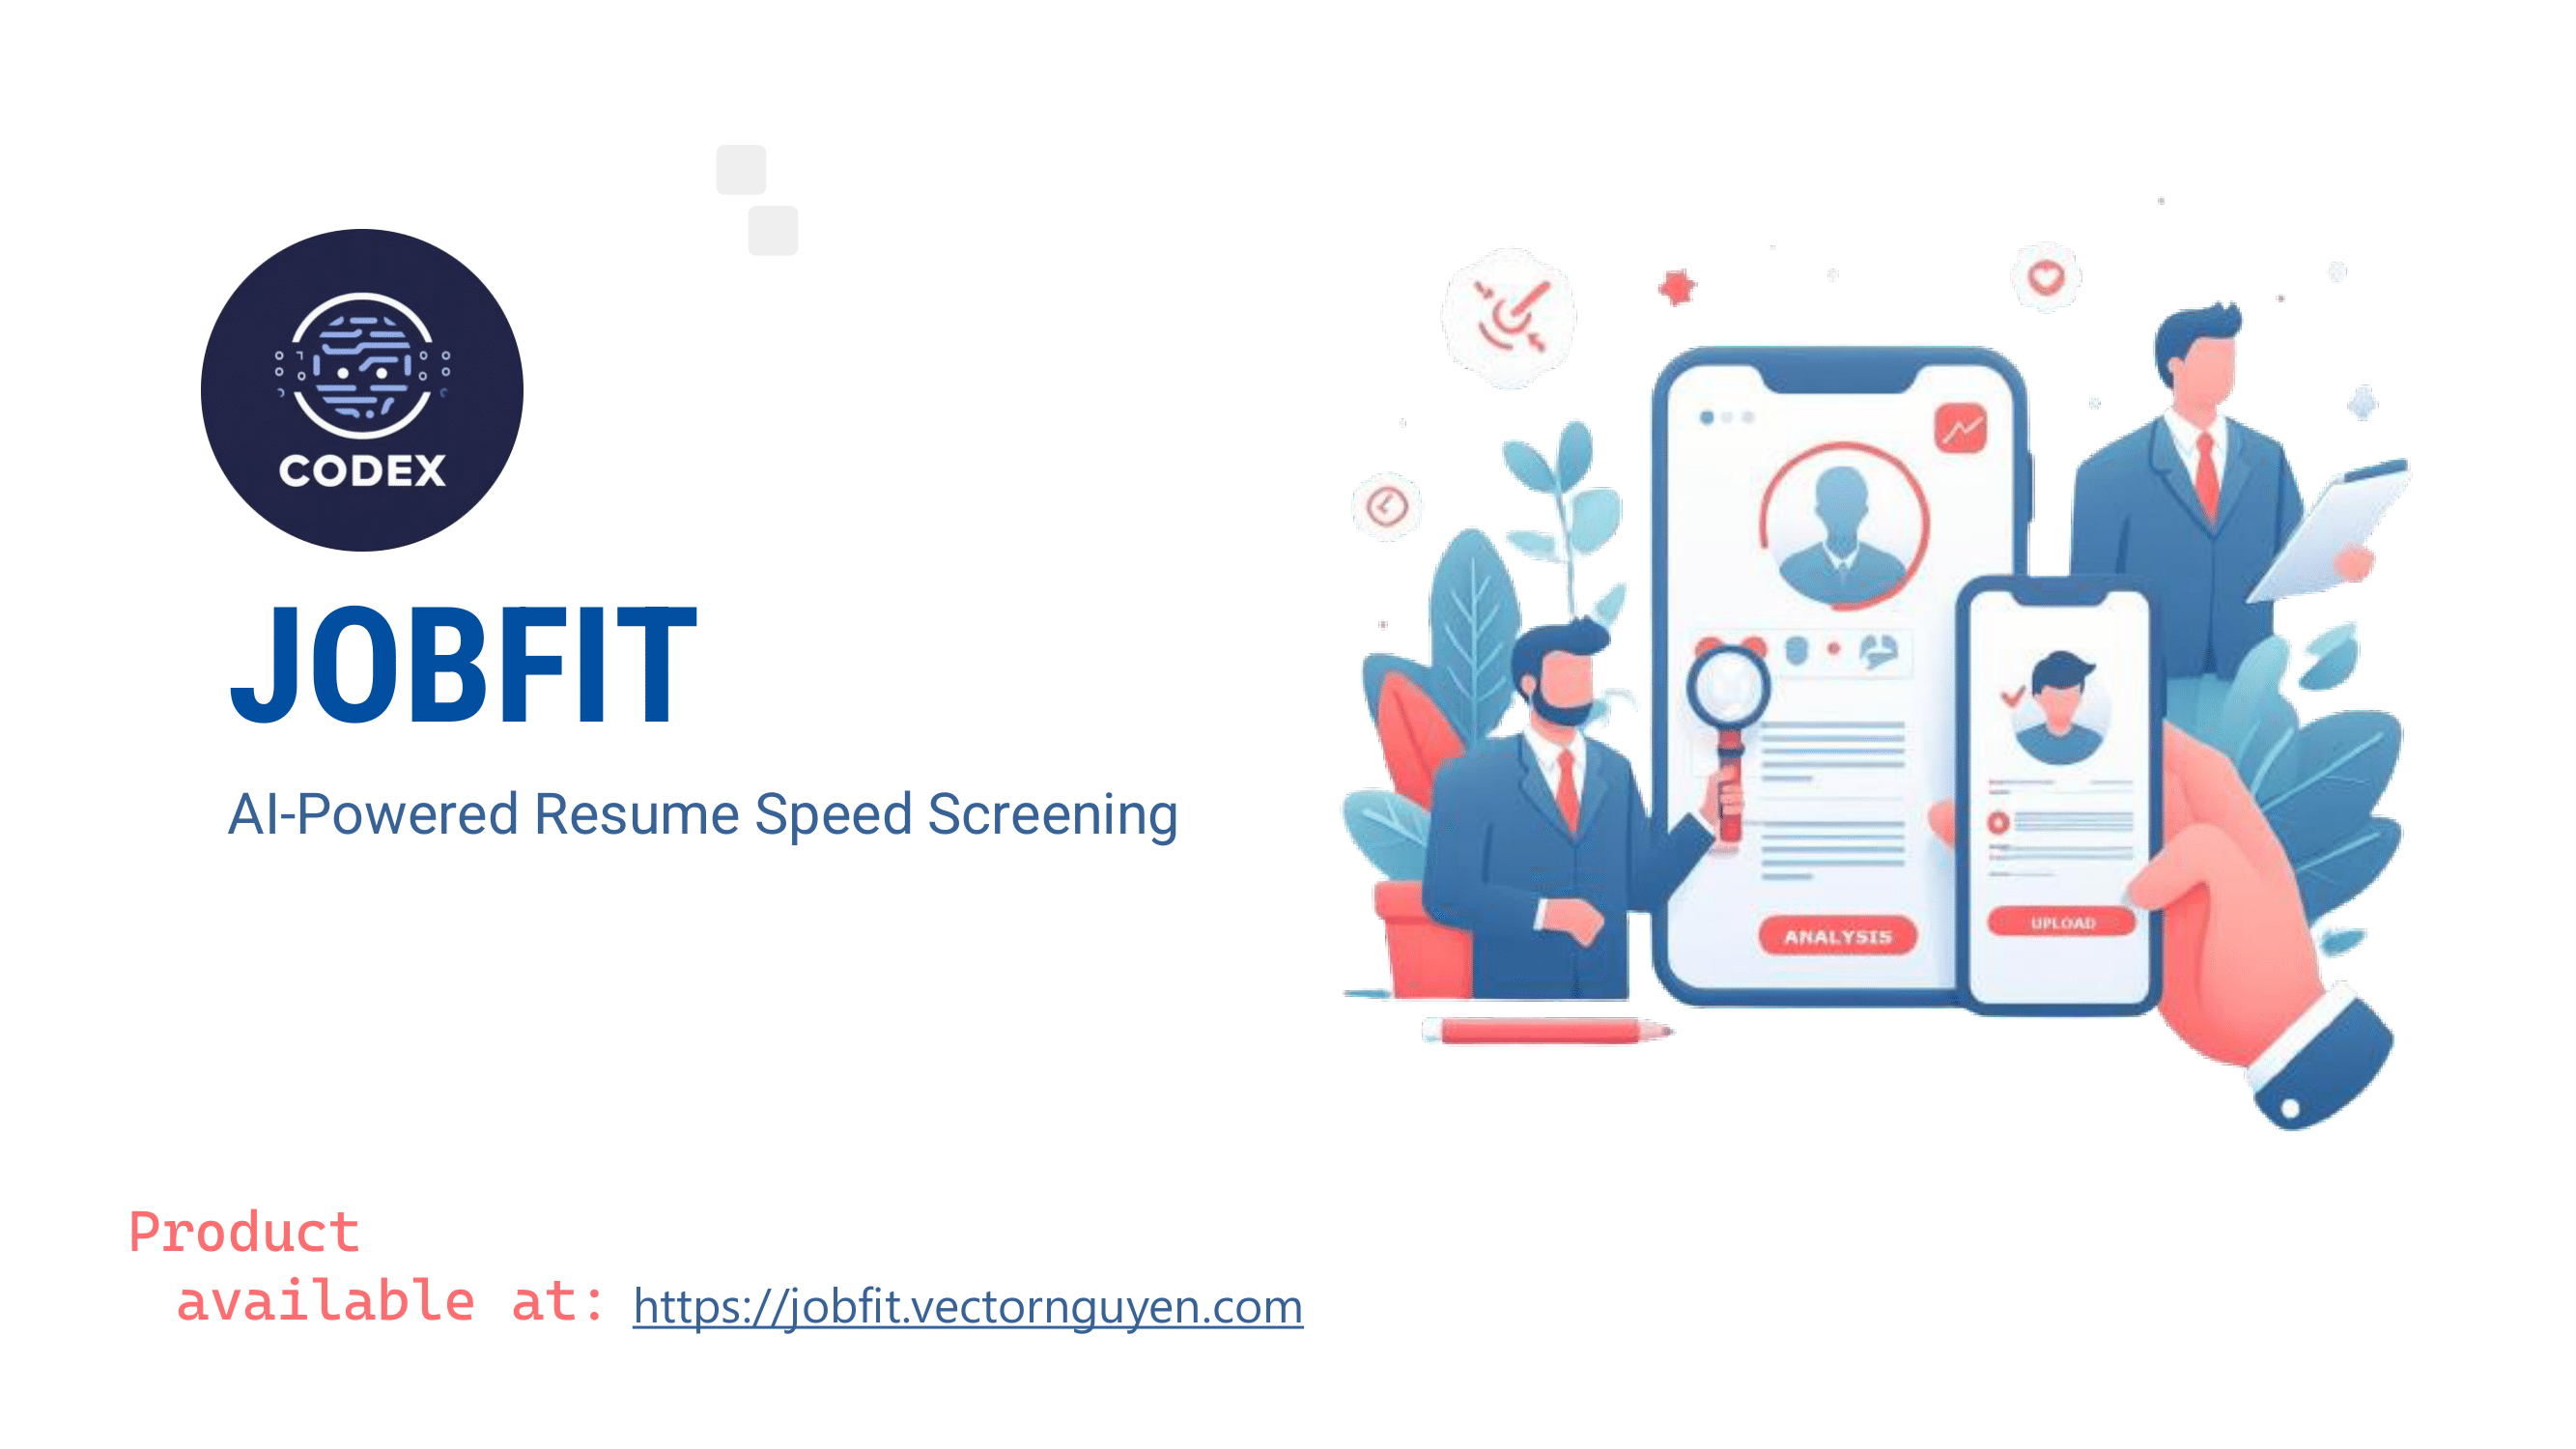 CODEX
JOBFIT
AI-Powered Resume Speed Screening
ANALYSIS
UPLOAD
Product
available at: https://jobfit.vectornguyen.com